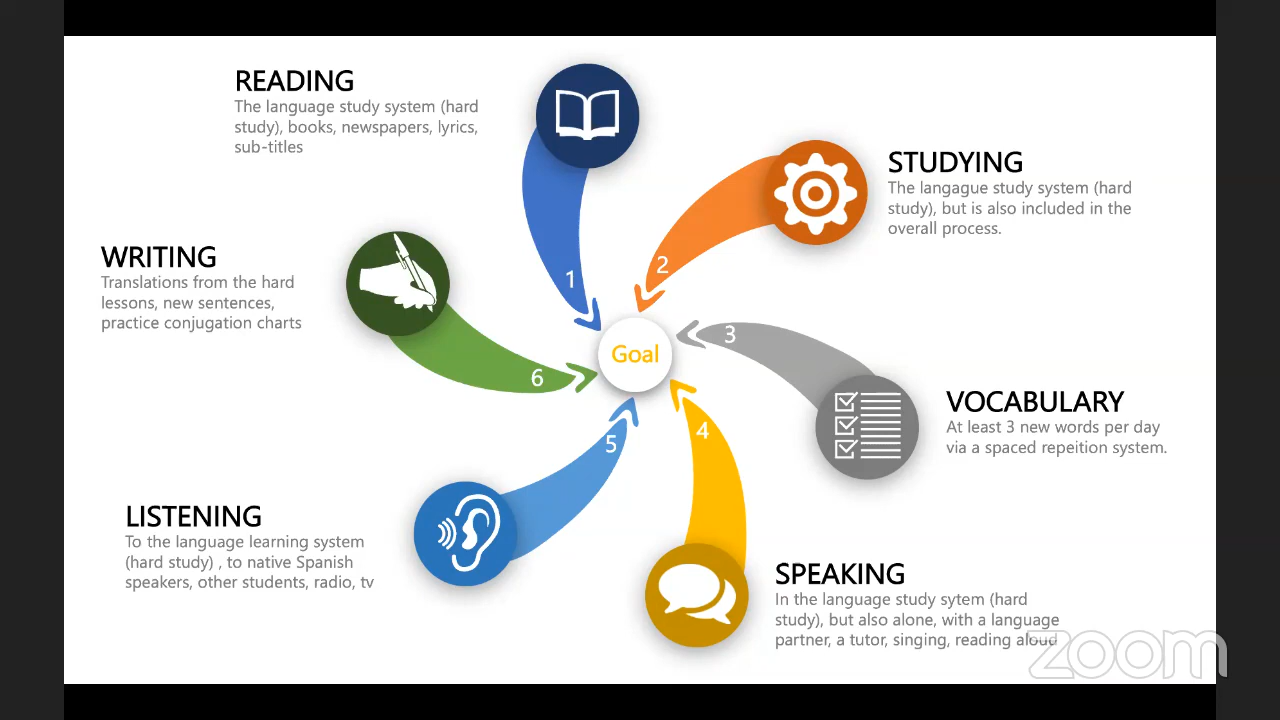 READING
The language study system (hard
study), books, newspapers, lyrics,
sub-titles
1
STUDYING
The langague study system (hard
study), but is also included in the
overall process.
2
VOCABULARY
At least 3 new words per day
via a spaced repeition system.
3
SPEAKING
In the language study sytem (hard
study), but also alone, with a language
partner, a tutor, singing, reading aloud
4
LISTENING
To the language learning system
(hard study) , to native Spanish
speakers, other students, radio, tv
5
WRITING
Translations from the hard
lessons, new sentences,
practice conjugation charts
6
Goal
zoom